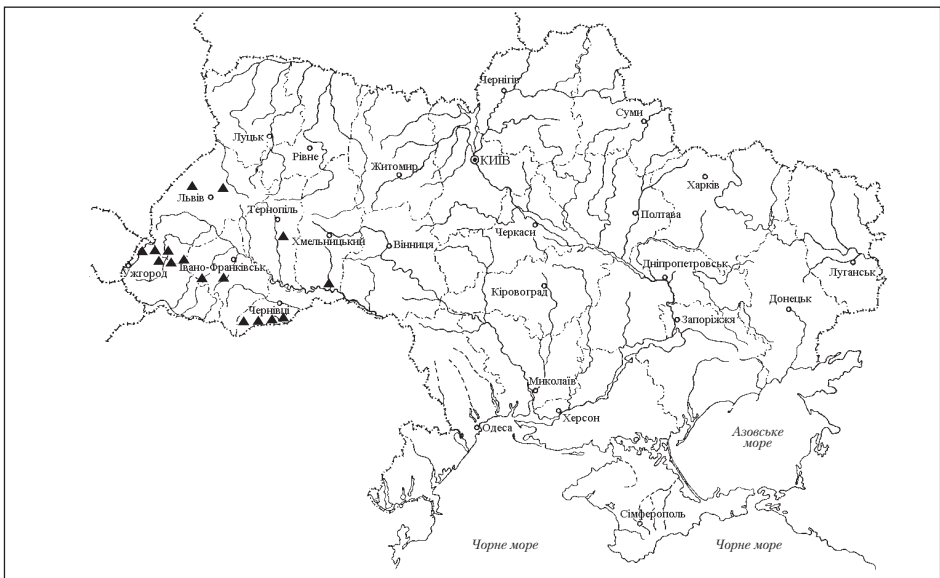 Чернігів
Суми
Луцьк
Рівне
КИЇВ
Житомир
Харків
Львів
Тернопіль
Полтава
Хмельницький
Вінниця
Черкаси
Ужгород
Івано-Франківськ
Дніпропетровськ
Луганськ
Кіровоград
Донецьк
Чернівці
Запоріжжя
Миколаїв
Херсон
Одеса
Азовське
море
Сімферополь
Чорне море
Чорне море